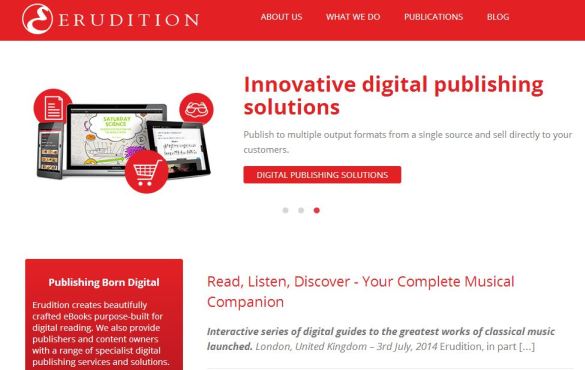 ERUDITION
ABOUT US WHAT WE DO PUBLICATIONS BLOG
SATURDAY
SCIENCE
Innovative digital publishing
solutions
Publish to multiple output formats from a single source and sell directly to your
customers.
DIGITAL PUBLISHING SOLUTIONS
Publishing Born Digital
Erudition creates beautifully
crafted eBooks purpose-built for
digital reading. We also provide
publishers and content owners
with a range of specialist digital
publishing services and solutions.
Read, Listen, Discover - Your Complete Musical
Companion
Interactive series of digital guides to the greatest works of classical music
launched. London, United Kingdom – 3rd July, 2014 Erudition, in part […]